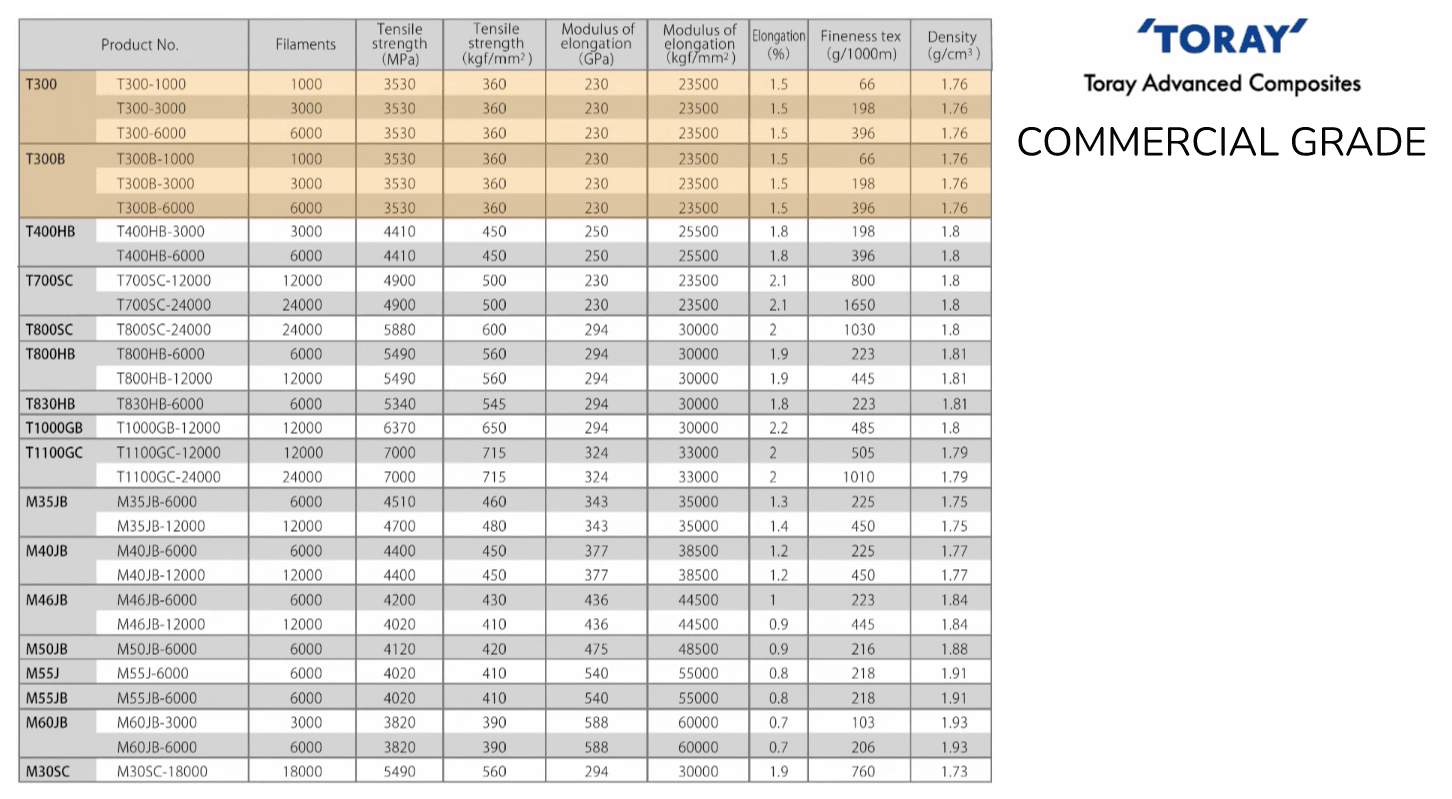 Product No. Filaments Tensile strength (MPa) Tensile strength (kgf/mm²) Modulus of elongation (GPa) Modulus of elongation (kgf/mm²) Elongation (%) Fineness tex (g/1000m) Density (g/cm³)
T300 T300-1000 1000 3530 360 230 23500 1.5 66 1.76
T300-3000 3000 3530 360 230 23500 1.5 198 1.76
T300-6000 6000 3530 360 230 23500 1.5 396 1.76
T300B T300B-1000 1000 3530 360 230 23500 1.5 66 1.76
T300B-3000 3000 3530 360 230 23500 1.5 198 1.76
T300B-6000 6000 3530 360 230 23500 1.5 396 1.76
T400HB T400HB-3000 3000 4410 450 250 25500 1.8 198 1.8
T400HB-6000 6000 4410 450 250 25500 1.8 396 1.8
T700SC T700SC-12000 12000 4900 500 230 23500 2.1 800 1.8
T700SC-24000 24000 4900 500 230 23500 2.1 1650 1.8
T800SC T800SC-24000 24000 5880 600 294 30000 2 1030 1.8
T800HB T800HB-6000 6000 5490 560 294 30000 1.9 223 1.81
T800HB-12000 12000 5490 560 294 30000 1.9 445 1.81
T830HB T830HB-6000 6000 5340 545 294 30000 1.8 223 1.81
T1000GB T1000GB-12000 12000 6370 650 294 30000 2.2 485 1.8
T1100GC T1100GC-12000 12000 7000 715 324 33000 2 505 1.79
T1100GC-24000 24000 7000 715 324 33000 2 1010 1.79
M35JB M35JB-6000 6000 4510 460 343 35000 1.3 225 1.75
M35JB-12000 12000 4700 480 343 35000 1.4 450 1.75
M40JB M40JB-6000 6000 4400 450 377 38500 1.2 225 1.77
M40JB-12000 12000 4400 450 377 38500 1.2 450 1.77
M46JB M46JB-6000 6000 4200 430 436 44500 1 223 1.84
M46JB-12000 12000 4020 410 436 44500 0.9 445 1.84
M50JB M50JB-6000 6000 4120 420 475 48500 0.9 216 1.88
M55J M55J-6000 6000 4020 410 540 55000 0.8 218 1.91
M55JB M55JB-6000 6000 4020 410 540 55000 0.8 218 1.91
M60JB M60JB-3000 3000 3820 390 588 60000 0.7 103 1.93
M60JB-6000 6000 3820 390 588 60000 0.7 206 1.93
M30SC M30SC-18000 18000 5490 560 294 30000 1.9 760 1.73
'TORAY'
Toray Advanced Composites
COMMERCIAL GRADE